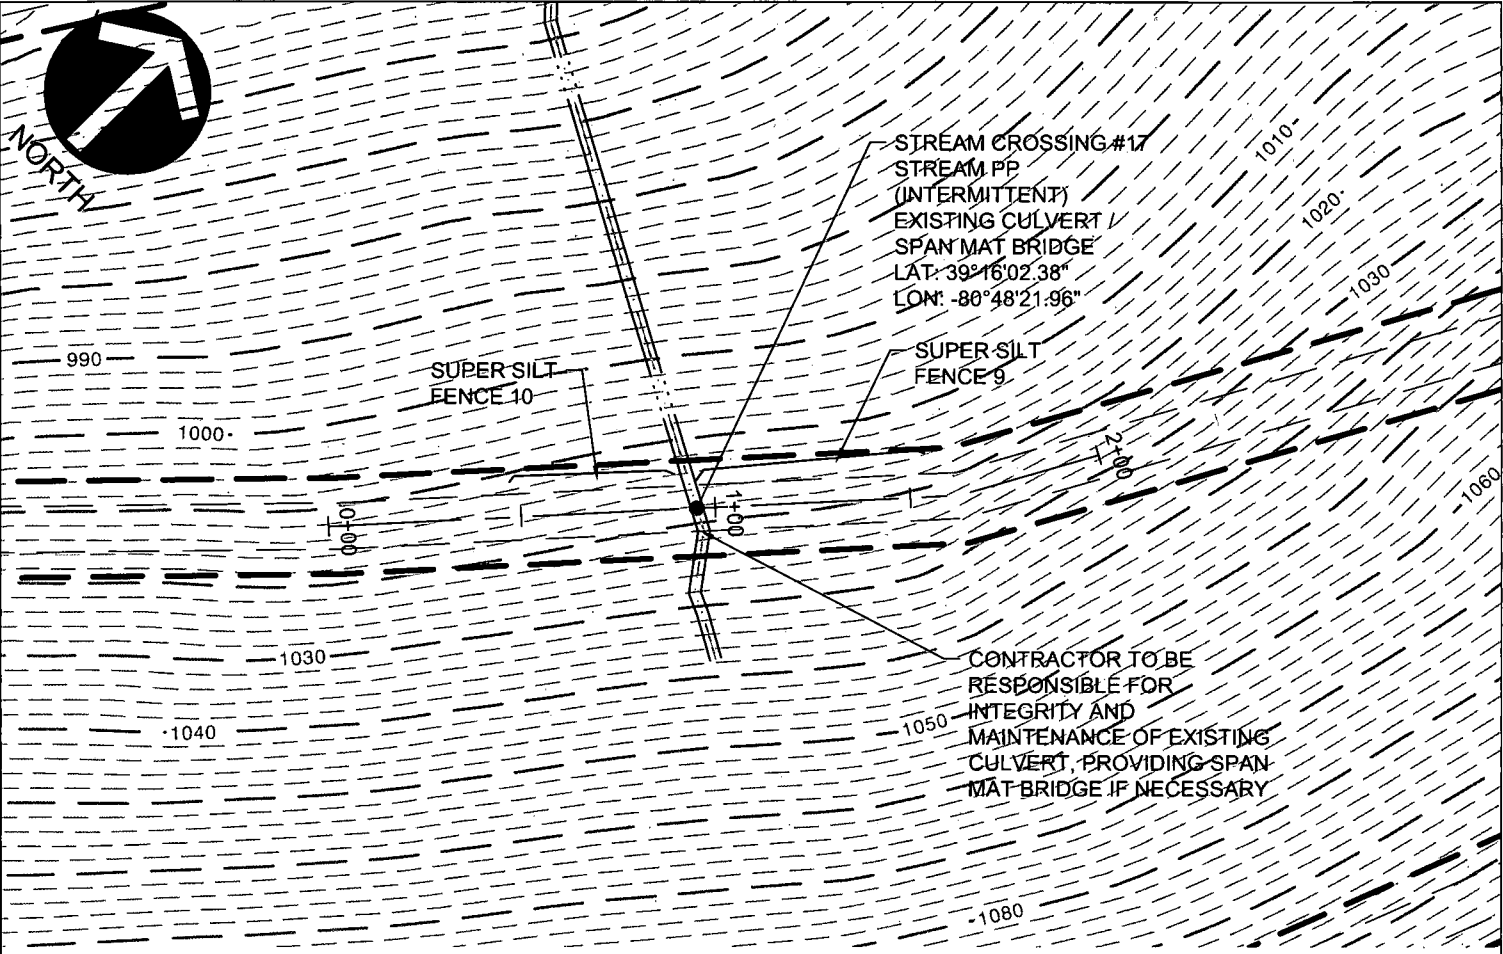 NORTH
STREAM CROSSING #17
STREAM PP
(INTERMITTENT)
EXISTING CULVERT /
SPAN MAT BRIDGE
LAT: 39°16'02.38"
LON: -80°48'21.96"
1010
1020
1030
SUPER SILT
FENCE 9
990
SUPER SILT
FENCE 10
1000
2+00
1060
0+00
1+00
1030
CONTRACTOR TO BE
RESPONSIBLE FOR
INTEGRITY AND
MAINTENANCE OF EXISTING
CULVERT, PROVIDING SPAN
MAT BRIDGE IF NECESSARY
1040
1050
1080